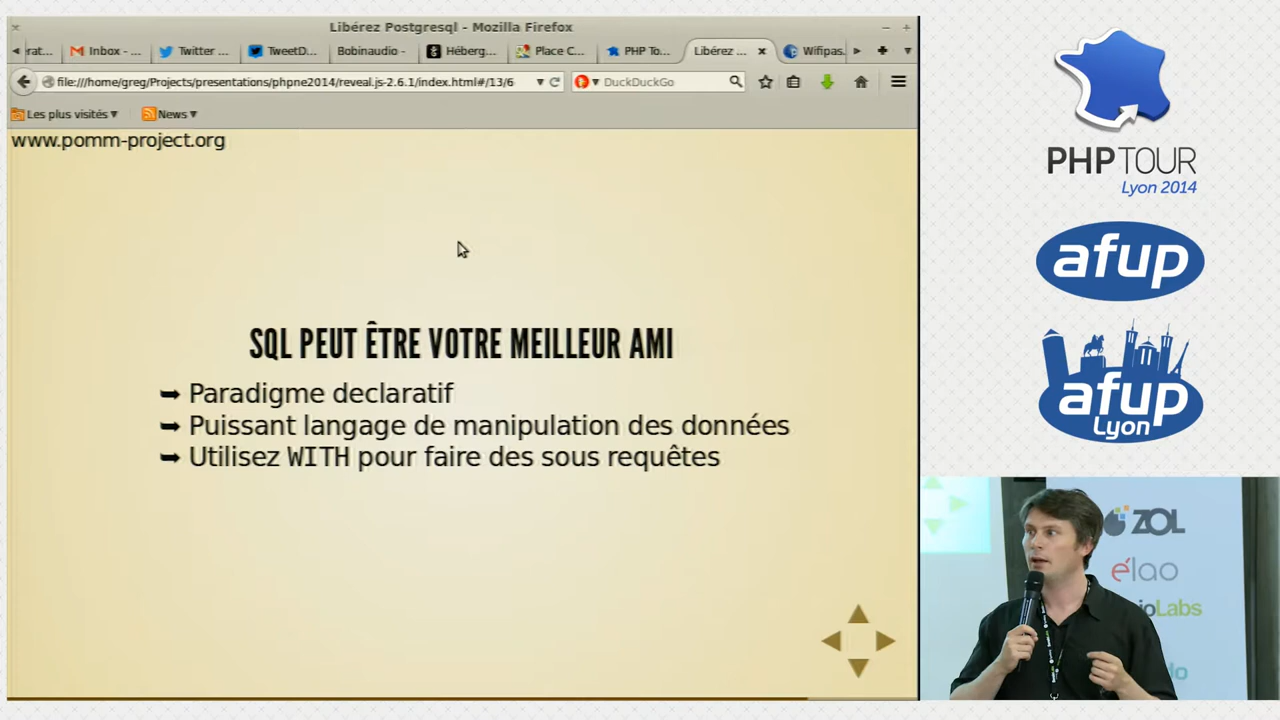 Libérez Postgresql - Mozilla Firefox
rat...
Inbox - ...
Twitter ...
TweetD...
Bobinaudio -
Héberg...
Place C...
PHP To...
Libérez ...
Wifipas.
file:///home/greg/Projects/presentations/phpne2014/reveal.js-2.6.1/index.html#/13/6
DuckDuckGo
Les plus visités
News
www.pomm-project.org
SQL PEUT ÊTRE VOTRE MEILLEUR AMI
➥ Paradigme declaratif
➥ Puissant langage de manipulation des données
➥ Utilisez WITH pour faire des sous requêtes
PHP TOUR
Lyon 2014
afup
afup
Lyon
ZOL
élao
ioLabs